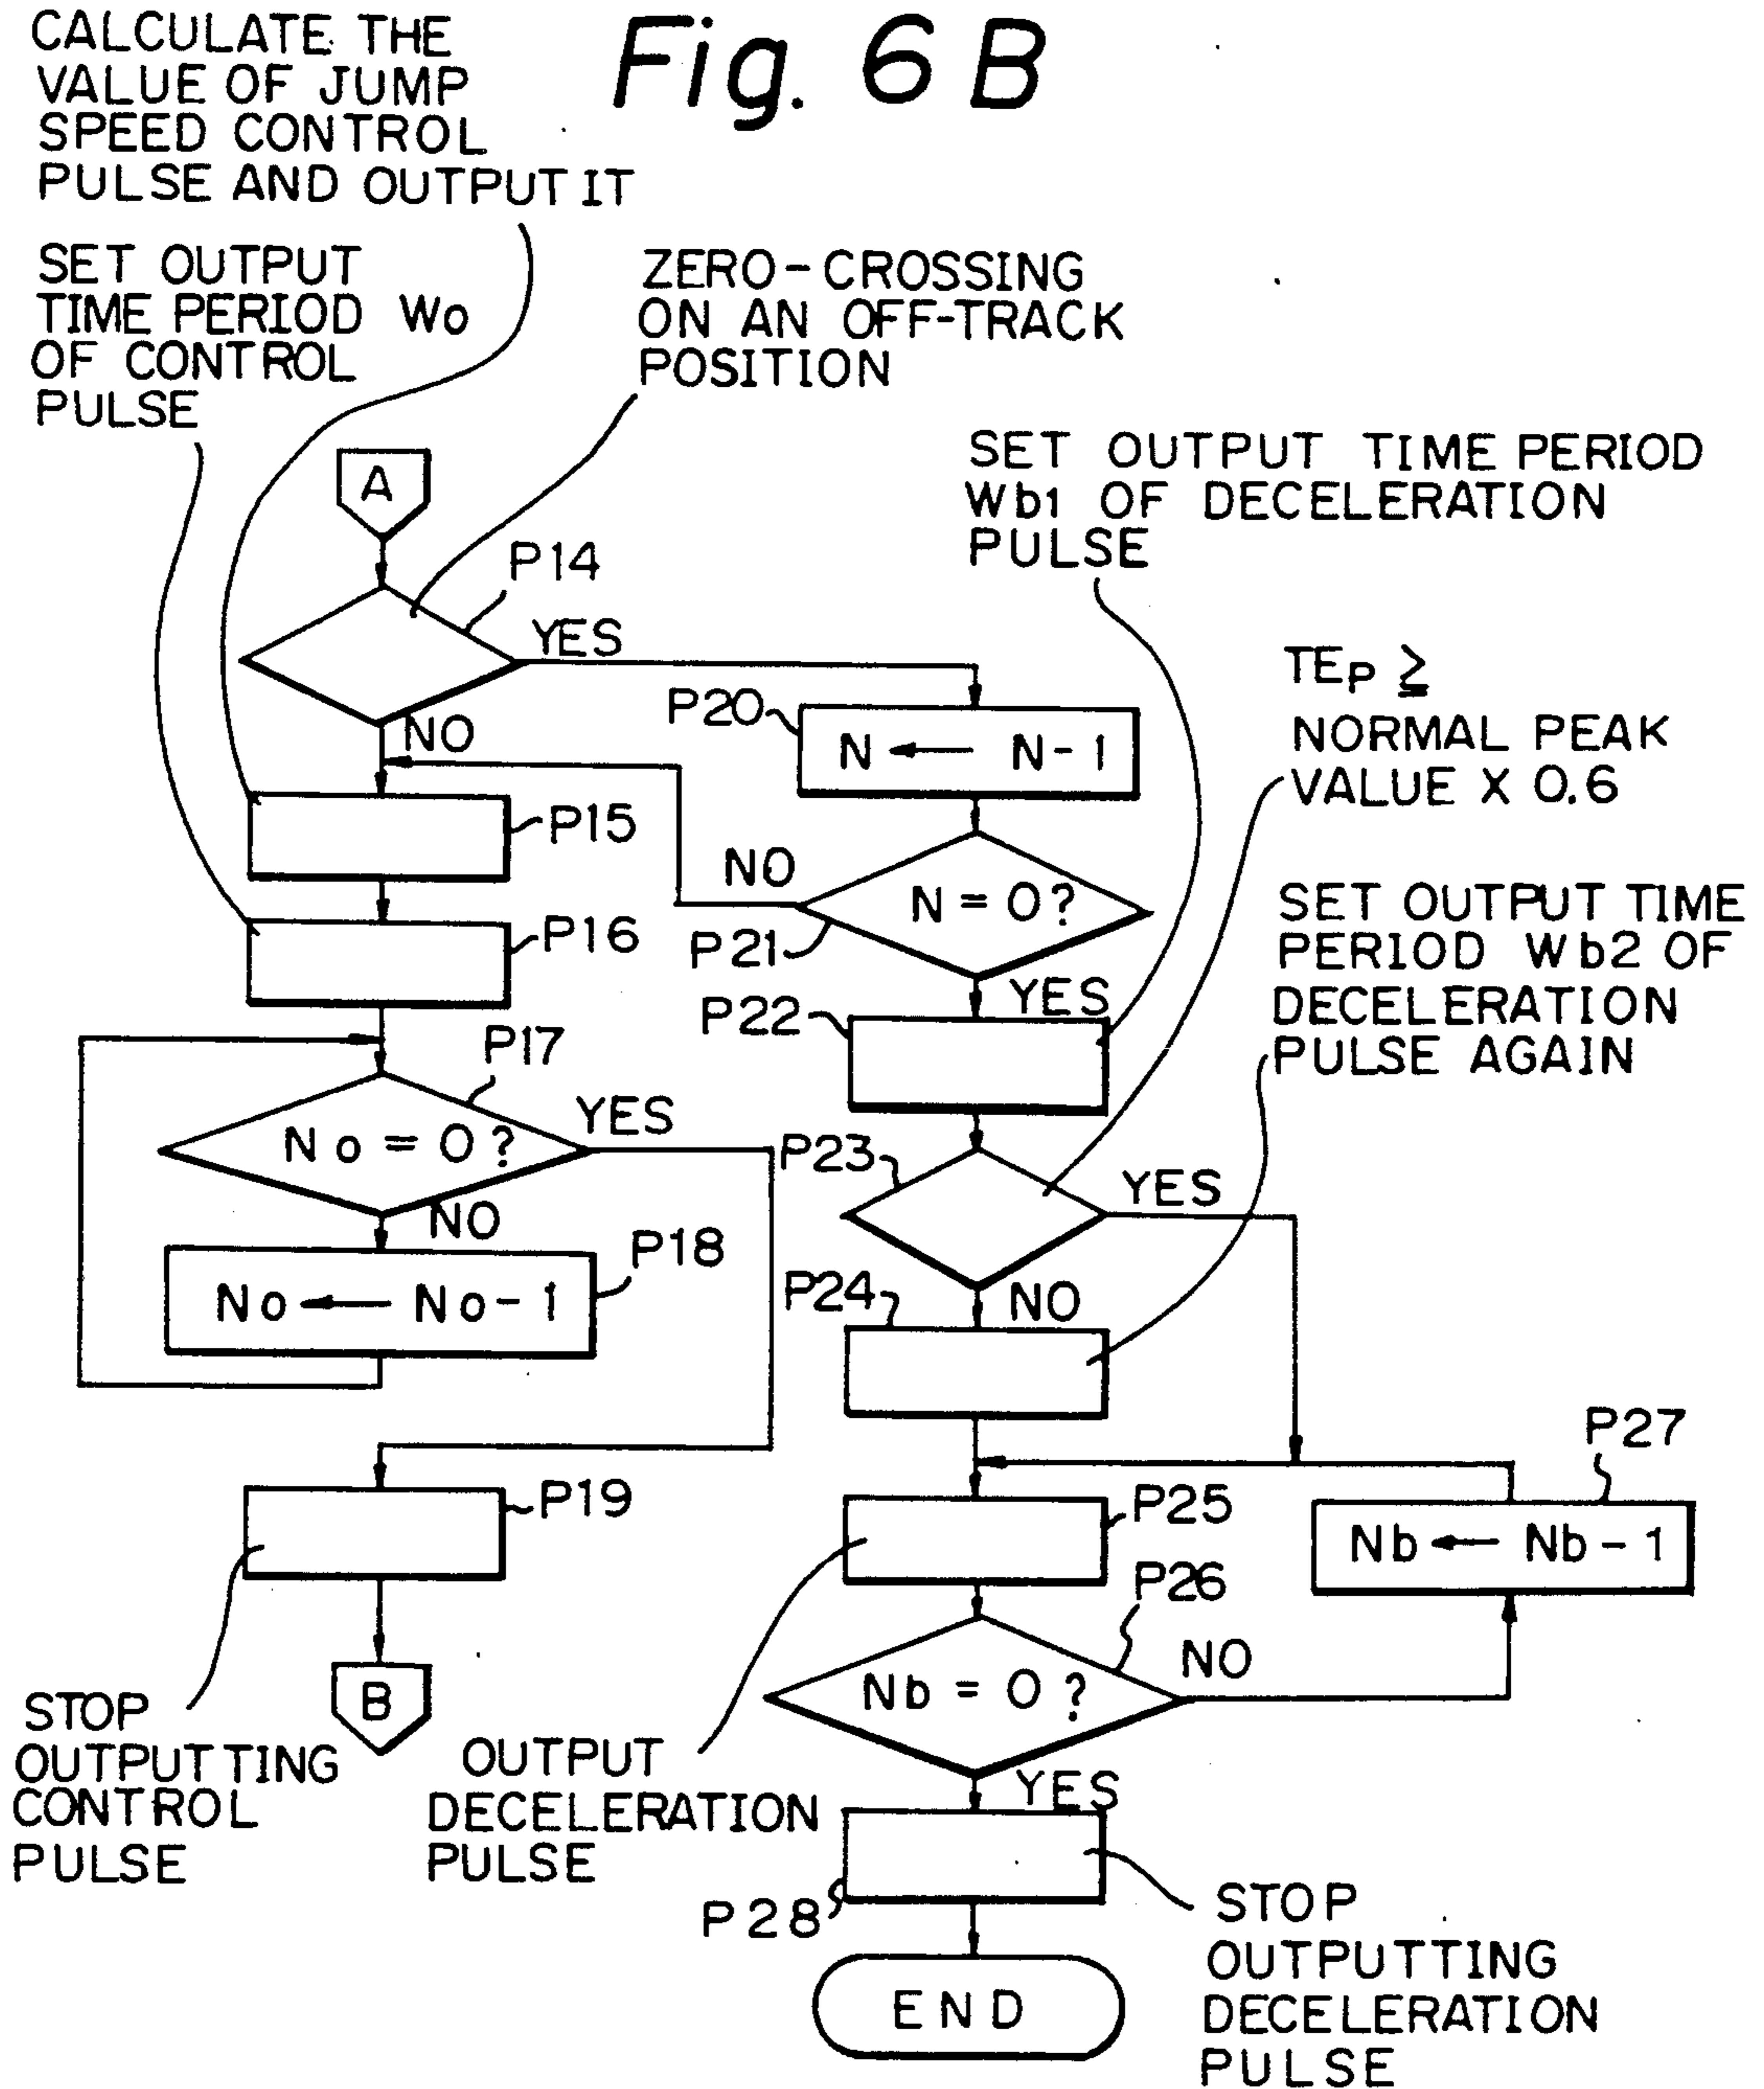 Fig. 6 B
CALCULATE THE
VALUE OF JUMP
SPEED CONTROL
PULSE AND OUTPUT IT
SET OUTPUT
TIME PERIOD Wo
OF CONTROL
PULSE
ZERO-CROSSING
ON AN OFF-TRACK
POSITION
SET OUTPUT TIME PERIOD
Wb1 OF DECELERATION
PULSE
A
P14
YES
NO
TEP ≧
NORMAL PEAK
VALUE X 0.6
P20
N ← N-1
P15
NO
N = 0 ?
P21
YES
SET OUTPUT TIME
PERIOD Wb2 OF
DECELERATION
PULSE AGAIN
P16
P22
P17
No = 0 ?
YES
NO
P23
YES
NO
P18
No ← No-1
P24
P19
P25
P27
Nb ← Nb-1
P26
Nb = 0 ?
NO
YES
B
STOP
OUTPUTTING
CONTROL
PULSE
OUTPUT
DECELERATION
PULSE
P28
STOP
OUTPUTTING
DECELERATION
PULSE
END